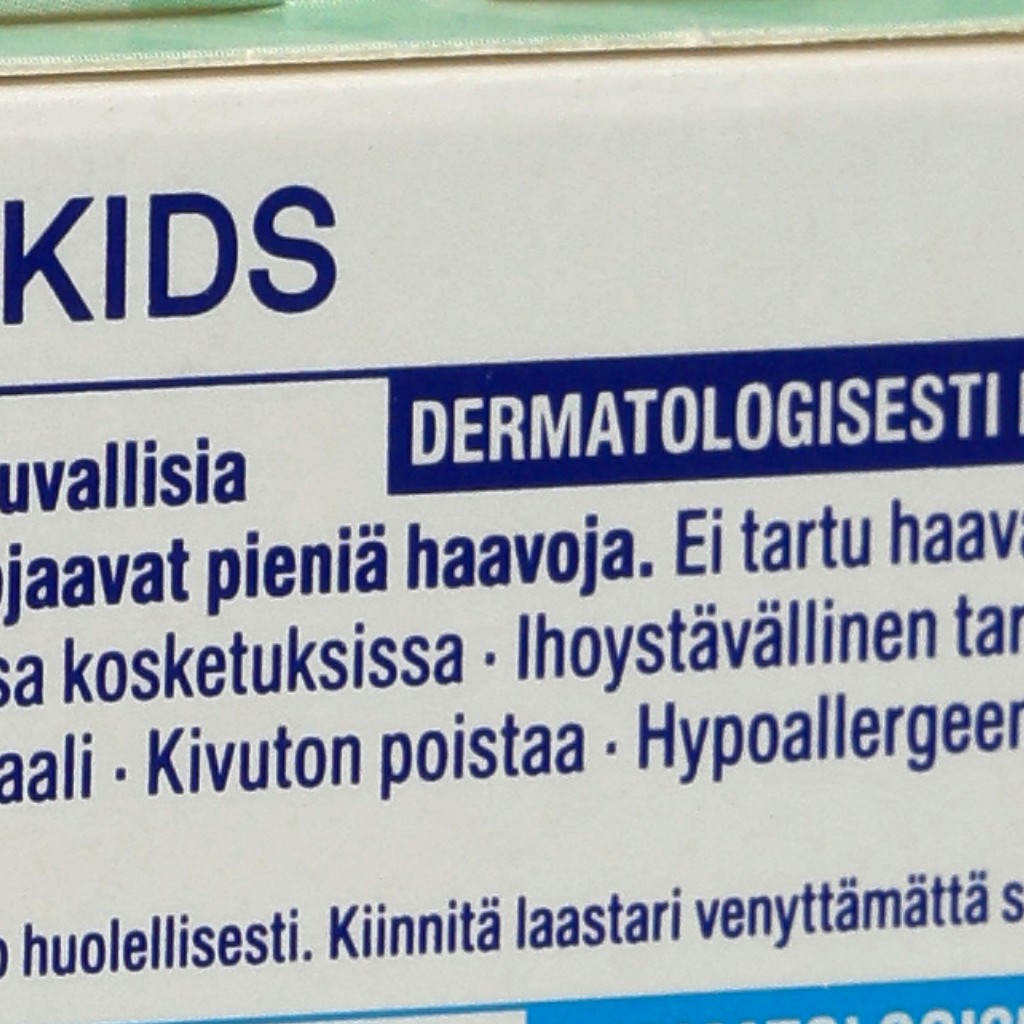 KIDS
DERMATOLOGISESTI
uvallisia
ojaavat pieniä haavoja. Ei tartu haava
sa kosketuksissa · Ihoystävällinen tar
aali · Kivuton poistaa · Hypoallergeen
huolellisesti. Kiinnitä laastari venyttämättä s